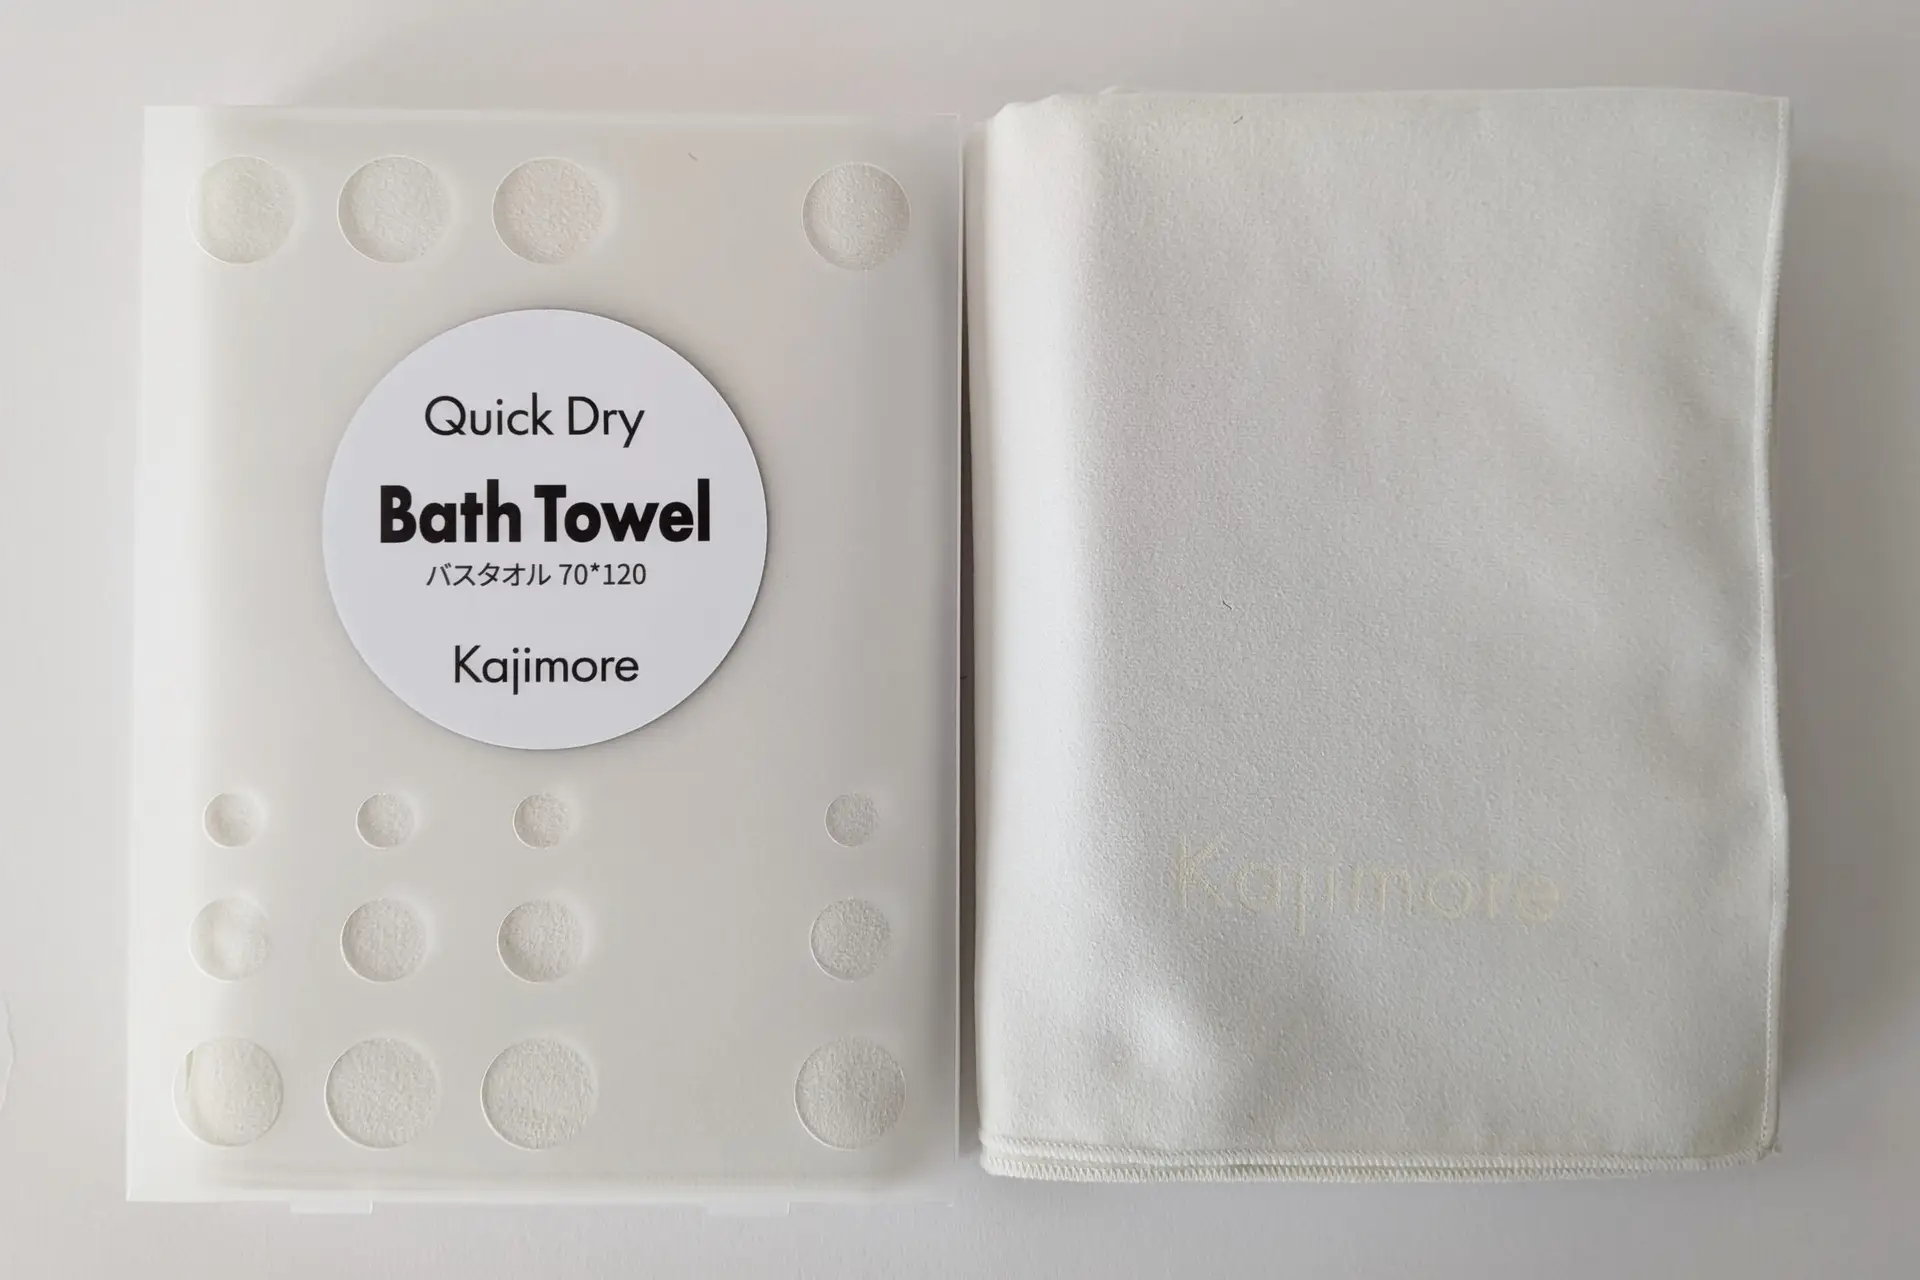 Quick Dry
Bath Towel
バスタオル 70*120
Kajimore
Kajimore